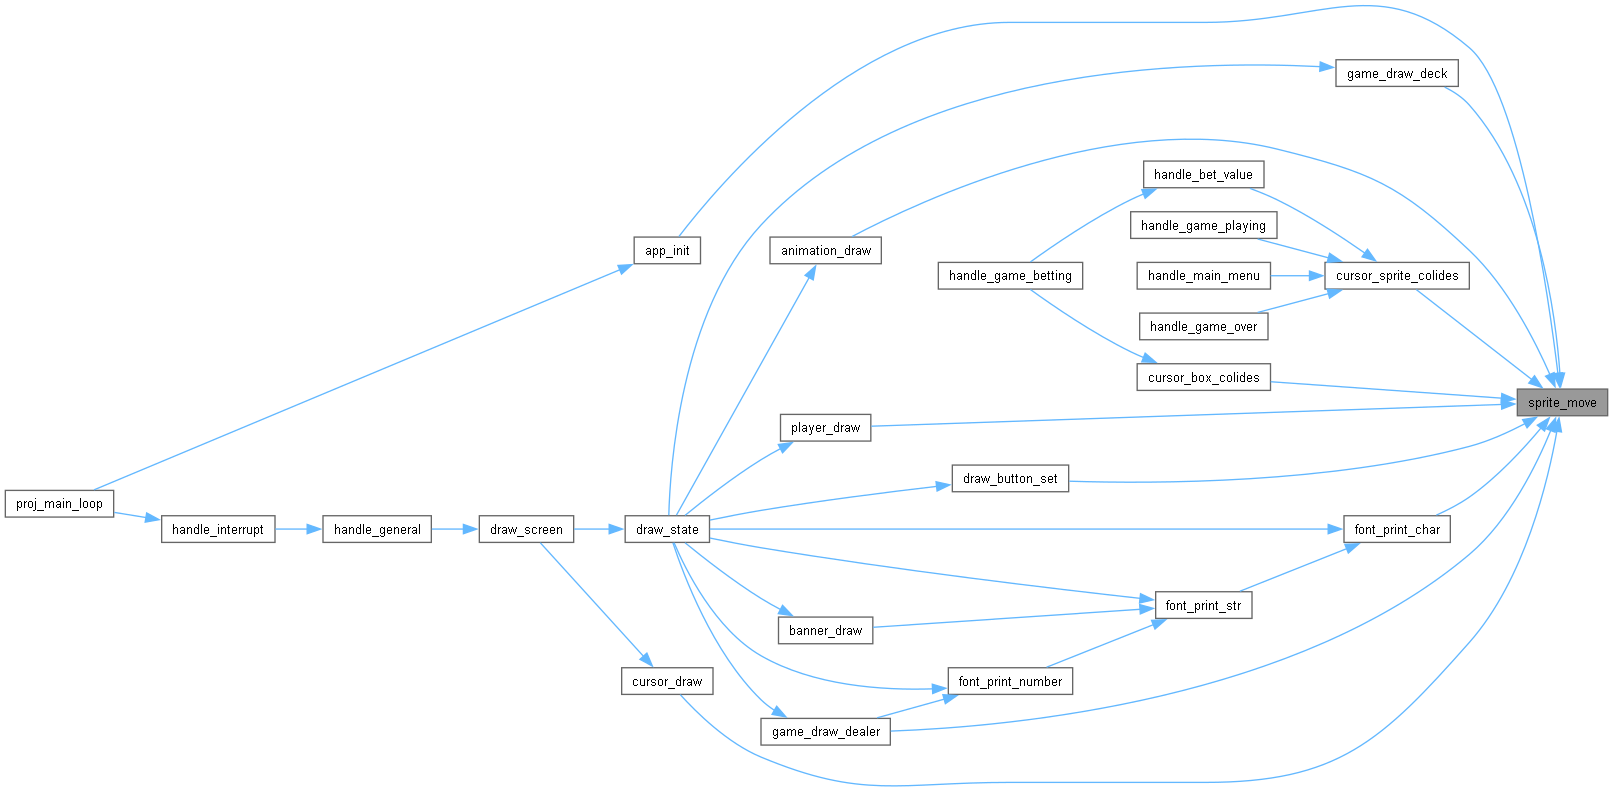 game_draw_deck
handle_bet_value
handle_game_playing
app_init
animation_draw
handle_game_betting
handle_main_menu
cursor_sprite_colides
handle_game_over
cursor_box_colides
sprite_move
player_draw
draw_button_set
proj_main_loop
handle_interrupt
handle_general
draw_screen
draw_state
font_print_char
font_print_str
banner_draw
cursor_draw
font_print_number
game_draw_dealer